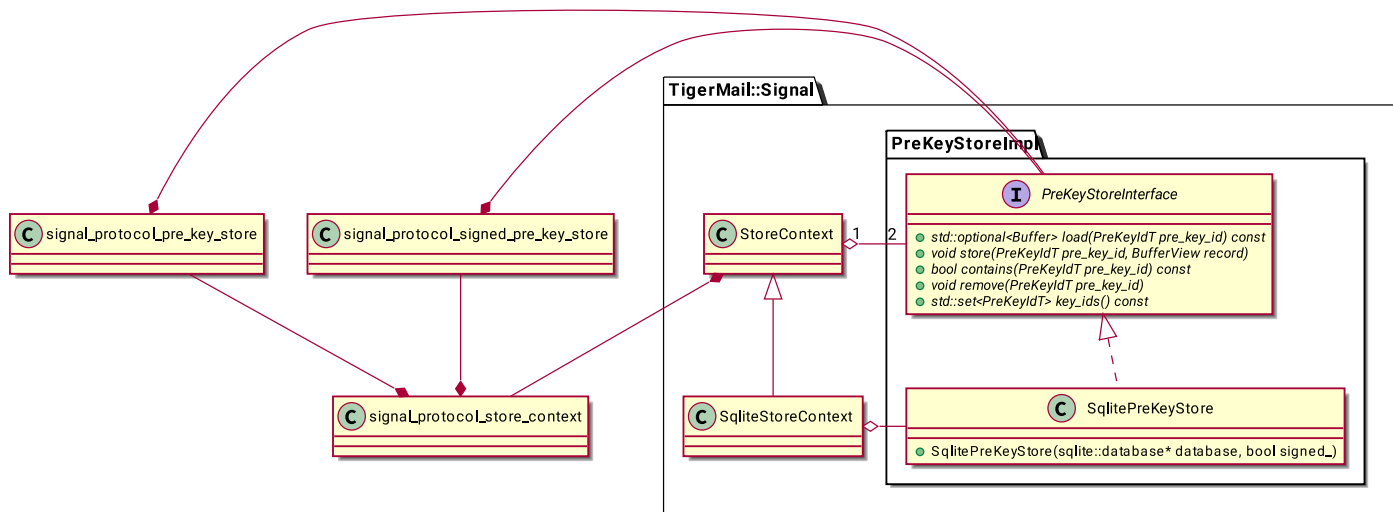 TigerMail::Signal
PreKeyStoreImpl
I PreKeyStoreInterface
std::optional<Buffer> load(PreKeyIdT pre_key_id) const
void store(PreKeyIdT pre_key_id, BufferView record)
bool contains(PreKeyIdT pre_key_id) const
void remove(PreKeyIdT pre_key_id)
std::set<PreKeyIdT> key_ids() const
C signal_protocol_pre_key_store
C signal_protocol_signed_pre_key_store
C StoreContext
1
2
C signal_protocol_store_context
C SqliteStoreContext
C SqlitePreKeyStore
SqlitePreKeyStore(sqlite::database* database, bool signed_)